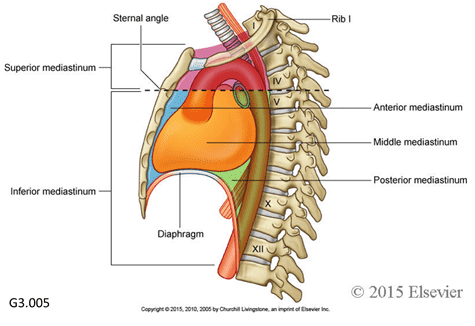 Sternal angle
Rib I
I
Superior mediastinum
IV
V
Anterior mediastinum
Middle mediastinum
Posterior mediastinum
Inferior mediastinum
X
Diaphragm
XII
© 2015 Elsevier
G3.005
Copyright © 2015, 2010, 2005 by Churchill Livingstone, an imprint of Elsevier Inc.